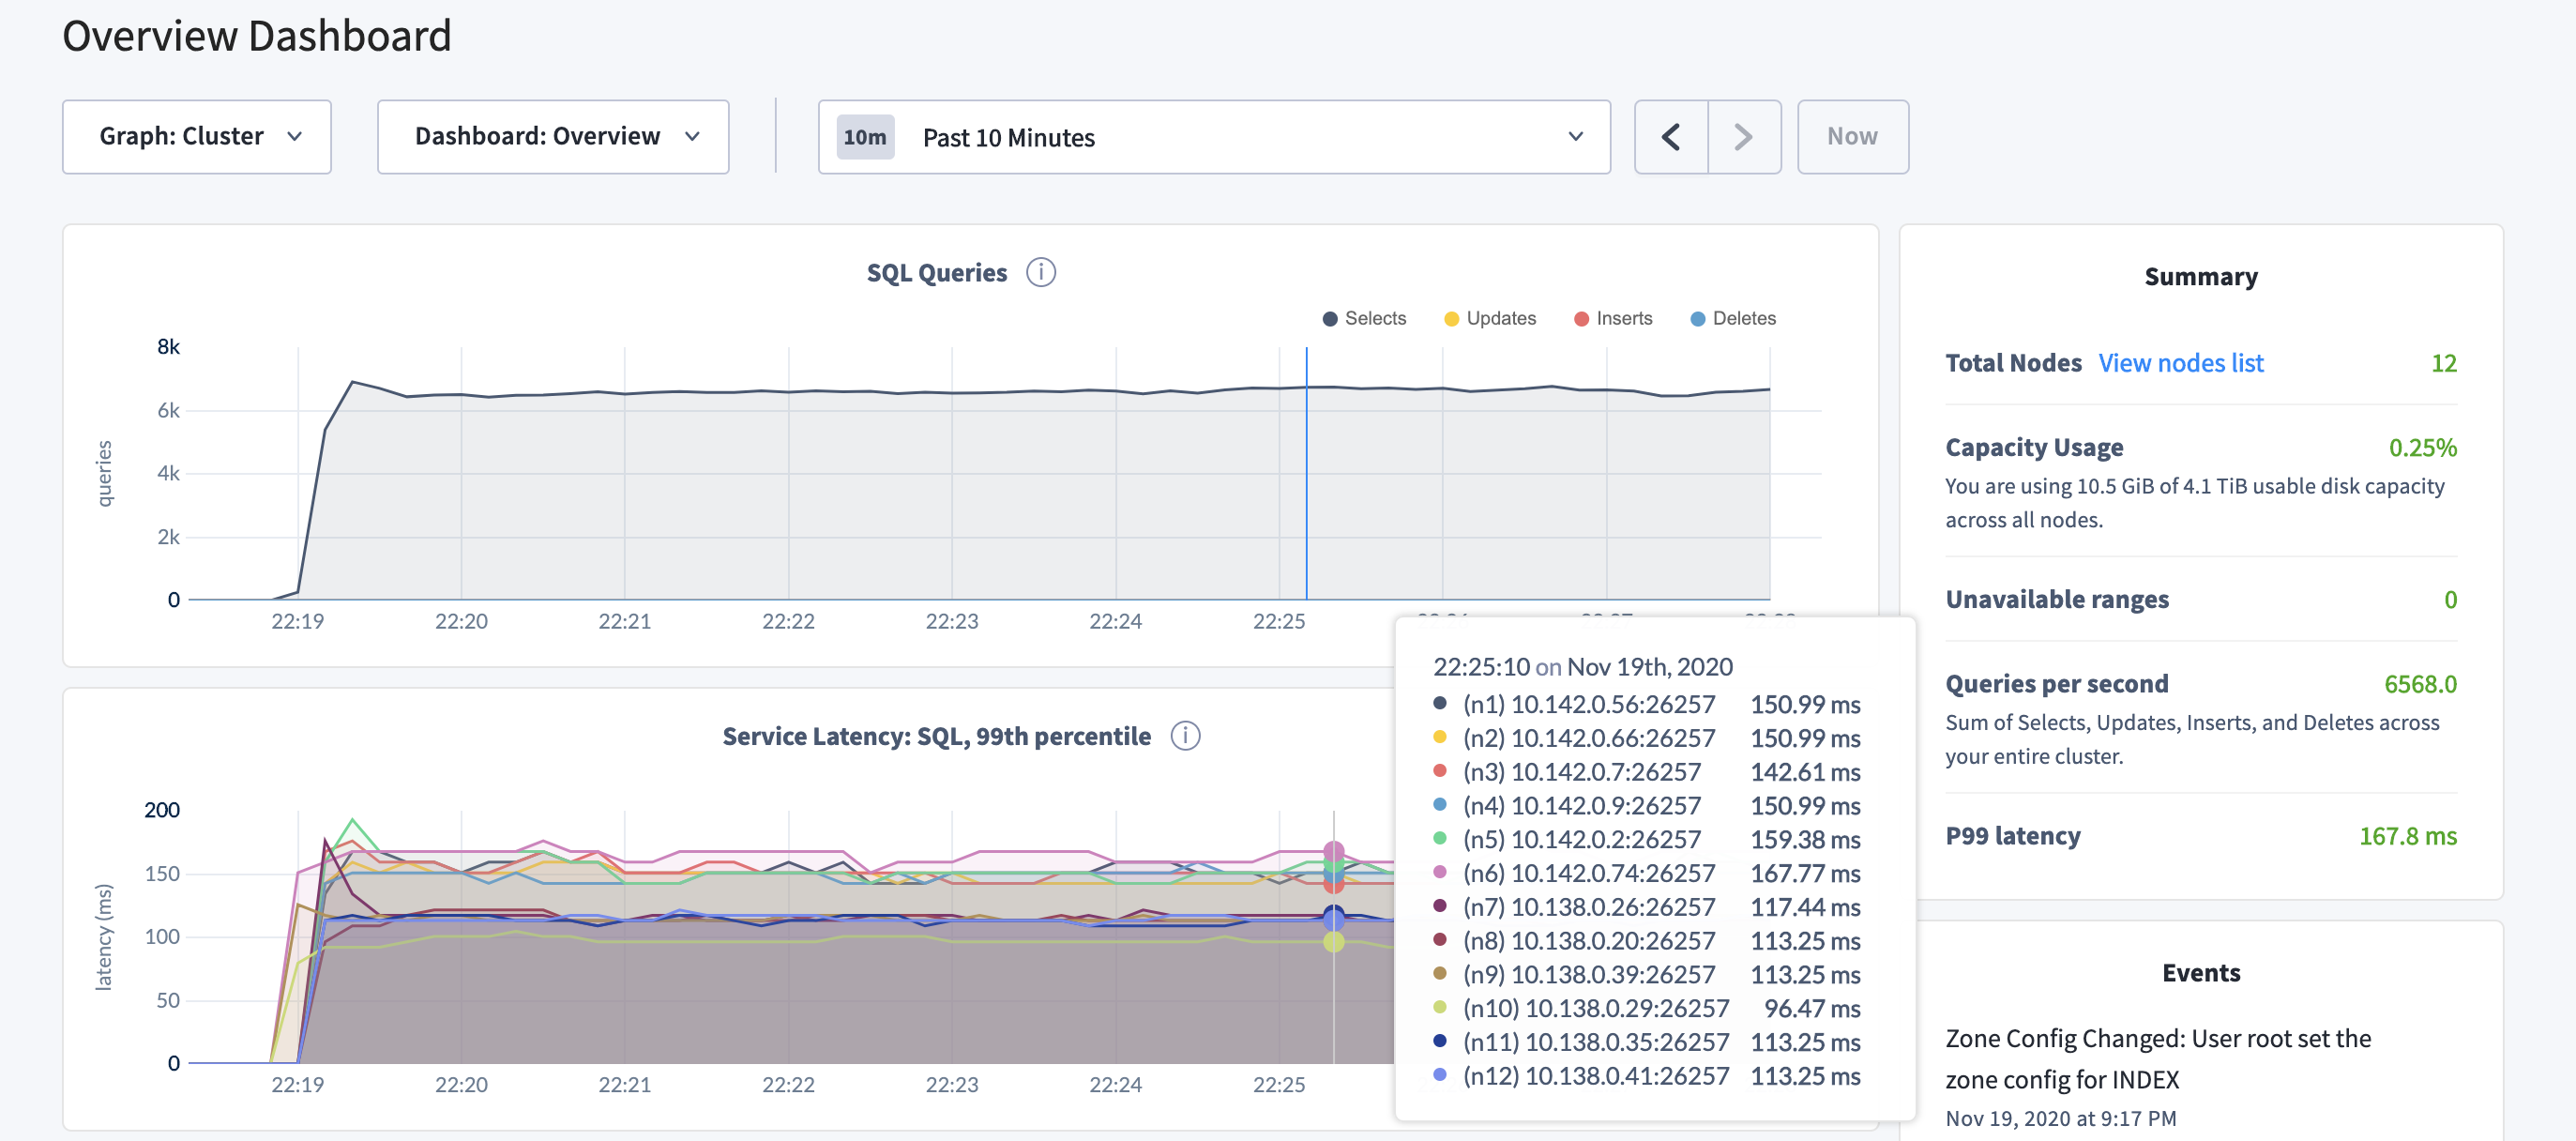 Overview Dashboard
Graph: Cluster
Dashboard: Overview
10m Past 10 Minutes
Now
SQL Queries
Selects Updates Inserts Deletes
8k
6k
4k
2k
0
queries
22:19 22:20 22:21 22:22 22:23 22:24 22:25
Service Latency: SQL, 99th percentile
200
150
100
50
0
latency (ms)
22:19 22:20 22:21 22:22 22:23 22:24 22:25
22:25:10 on Nov 19th, 2020
(n1) 10.142.0.56:26257 150.99 ms
(n2) 10.142.0.66:26257 150.99 ms
(n3) 10.142.0.7:26257 142.61 ms
(n4) 10.142.0.9:26257 150.99 ms
(n5) 10.142.0.2:26257 159.38 ms
(n6) 10.142.0.74:26257 167.77 ms
(n7) 10.138.0.26:26257 117.44 ms
(n8) 10.138.0.20:26257 113.25 ms
(n9) 10.138.0.39:26257 113.25 ms
(n10) 10.138.0.29:26257 96.47 ms
(n11) 10.138.0.35:26257 113.25 ms
(n12) 10.138.0.41:26257 113.25 ms
Summary
Total Nodes View nodes list 12
Capacity Usage 0.25%
You are using 10.5 GiB of 4.1 TiB usable disk capacity
across all nodes.
Unavailable ranges 0
Queries per second 6568.0
Sum of Selects, Updates, Inserts, and Deletes across
your entire cluster.
P99 latency 167.8 ms
Events
Zone Config Changed: User root set the
zone config for INDEX
Nov 19, 2020 at 9:17 PM